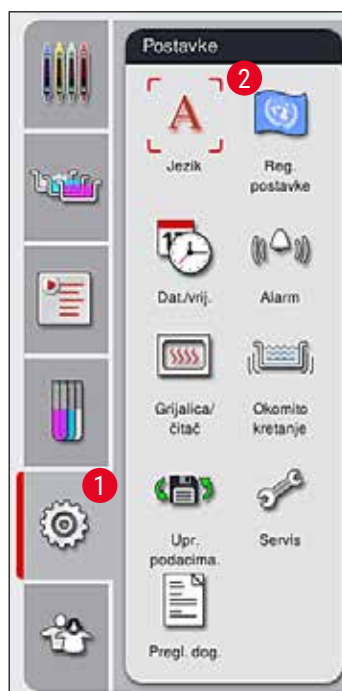 Postavke
2
A
Jezik
Reg.
postavke
Dat./vrij.
Alarm
Grijalica/
čitač
Okomito
kretanje
1
Upr.
podacima.
Servis
Pregl. dog.